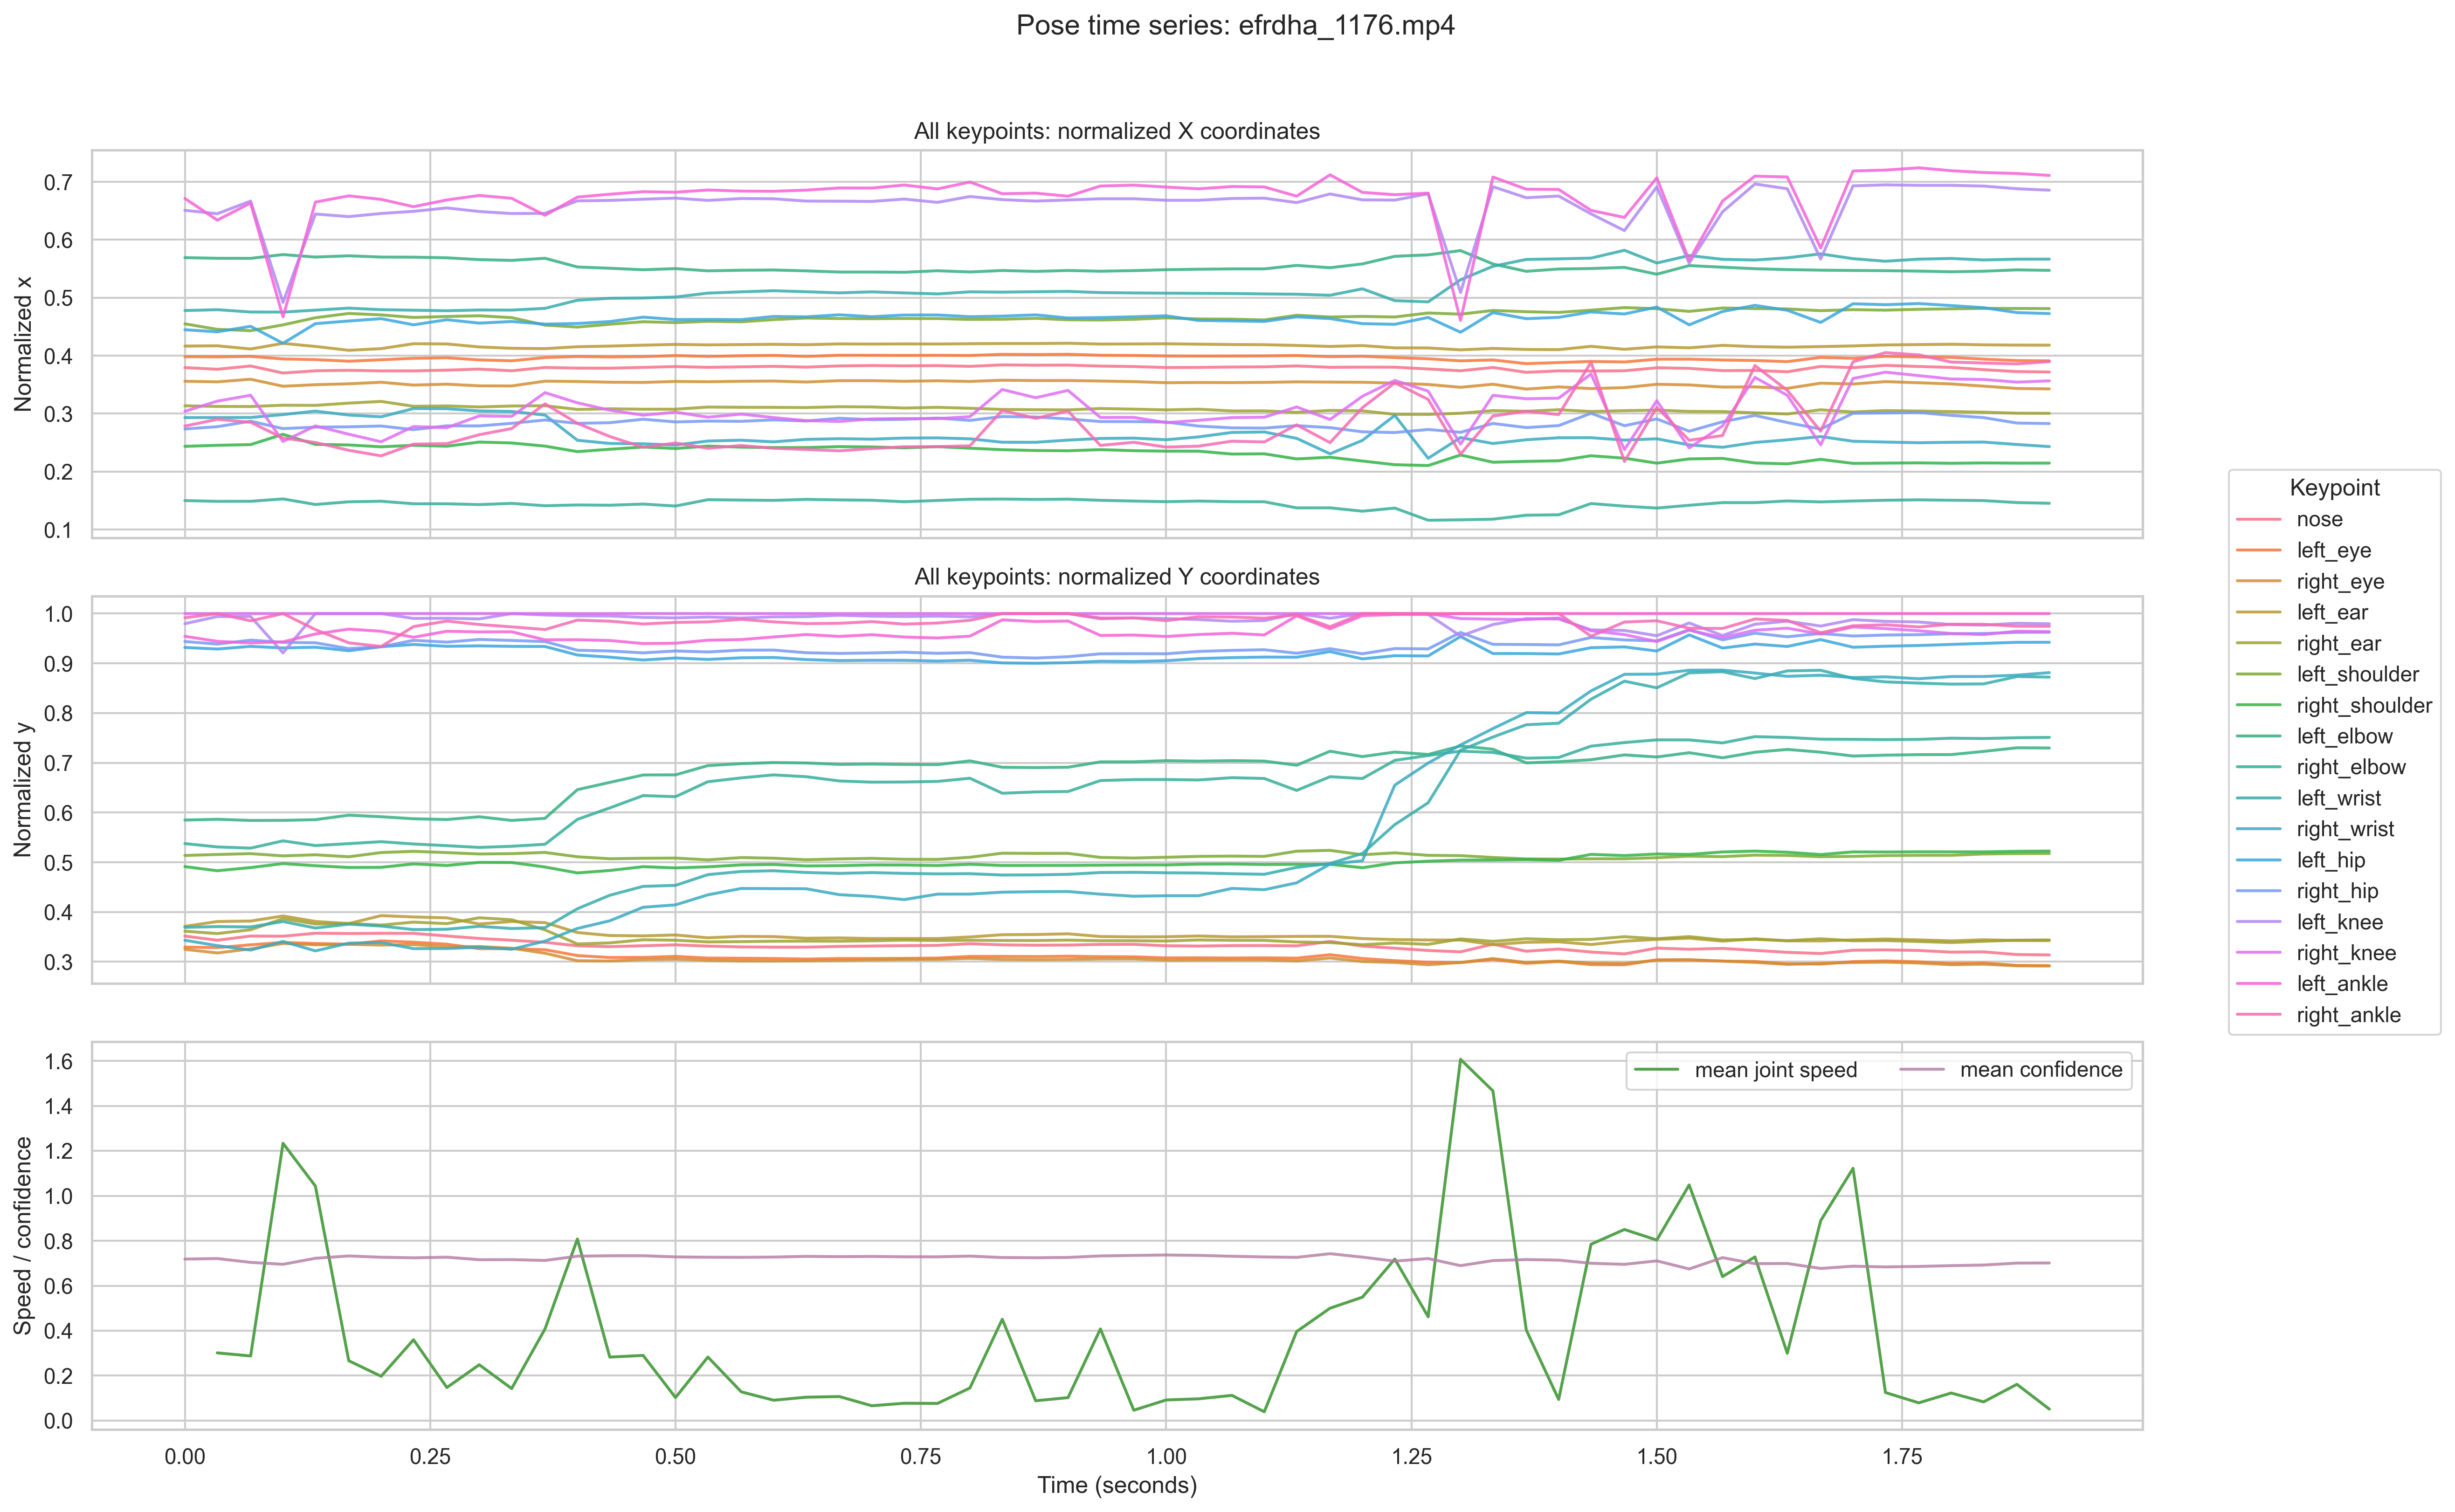 Pose time series: efrdha_1176.mp4
All keypoints: normalized X coordinates
Normalized x
0.7
0.6
0.5
0.4
0.3
0.2
0.1
All keypoints: normalized Y coordinates
Normalized y
1.0
0.9
0.8
0.7
0.6
0.5
0.4
0.3
Keypoint
nose
left_eye
right_eye
left_ear
right_ear
left_shoulder
right_shoulder
left_elbow
right_elbow
left_wrist
right_wrist
left_hip
right_hip
left_knee
right_knee
left_ankle
right_ankle
Speed / confidence
1.6
1.4
1.2
1.0
0.8
0.6
0.4
0.2
0.0
mean joint speed mean confidence
0.00 0.25 0.50 0.75 1.00 1.25 1.50 1.75
Time (seconds)